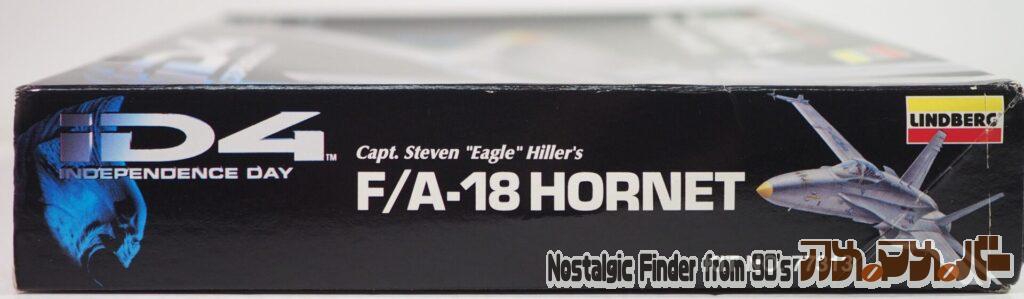 iD4™
INDEPENDENCE DAY
Capt. Steven "Eagle" Hiller's
F/A-18 HORNET
LINDBERG
Nostalgic Finder from 90's